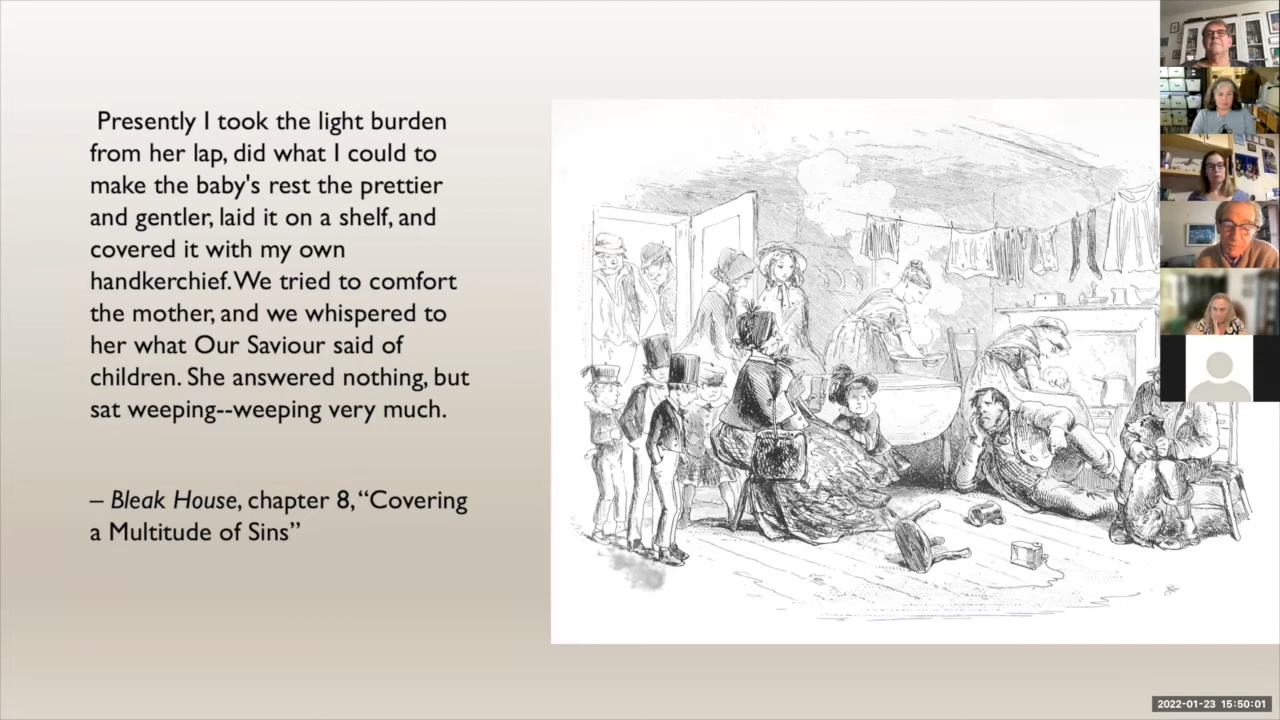 Presently I took the light burden
from her lap, did what I could to
make the baby's rest the prettier
and gentler, laid it on a shelf, and
covered it with my own
handkerchief. We tried to comfort
the mother, and we whispered to
her what Our Saviour said of
children. She answered nothing, but
sat weeping--weeping very much.
– Bleak House, chapter 8, “Covering
a Multitude of Sins”
2022-01-23 15:50:01